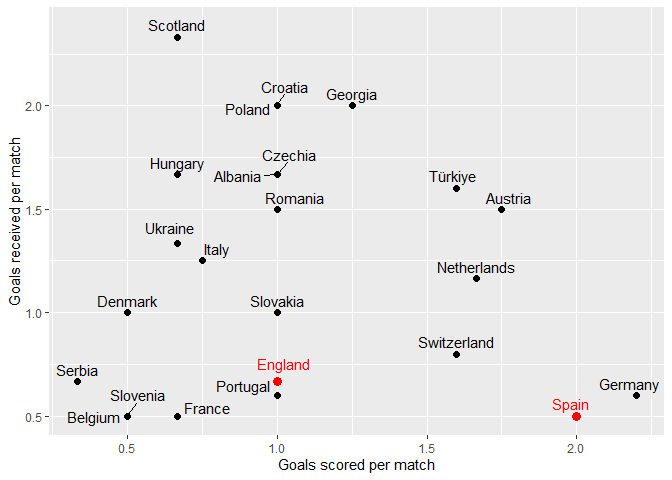 Scotland
Croatia
Georgia
2.0
Poland
Czechia
Hungary
Albania
Türkiye
Romania
Austria
1.5
Ukraine
Italy
Netherlands
Denmark
Slovakia
1.0
Switzerland
England
Serbia
Portugal
Germany
Slovenia
Spain
France
Belgium
0.5
0.5
1.0
1.5
2.0
Goals scored per match
Goals received per match